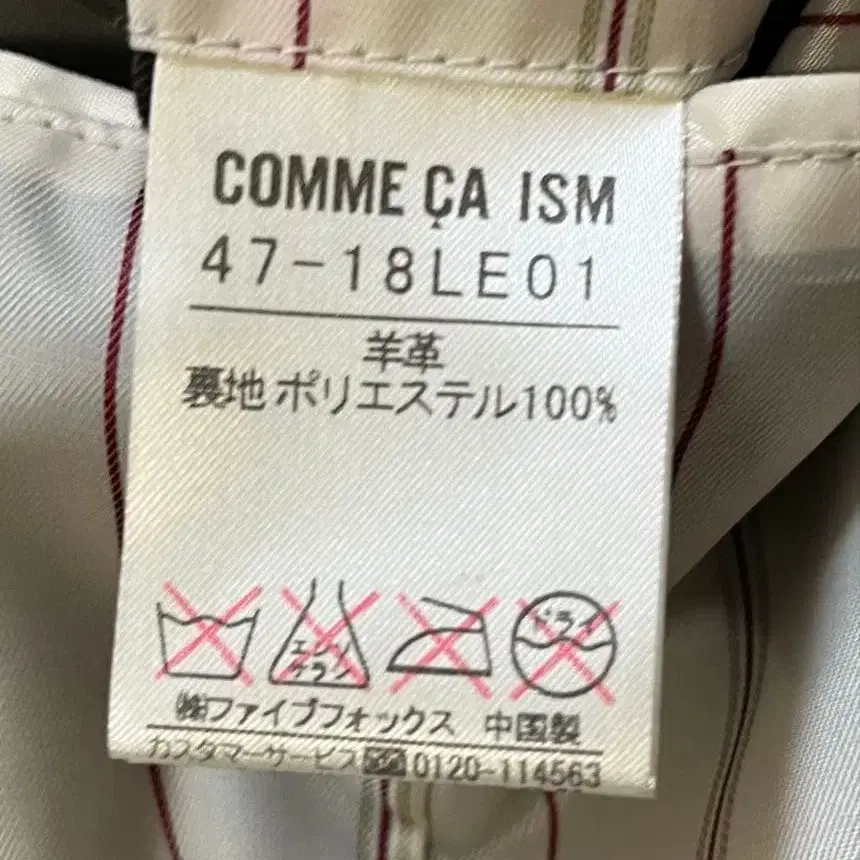 COMME ÇA ISM
47-18LE01
羊革
裏地 ポリエステル100%
エンソ ドライ
ケラン
㈱ファイブフォックス 中国製
カスタマーサービス 0120-114563